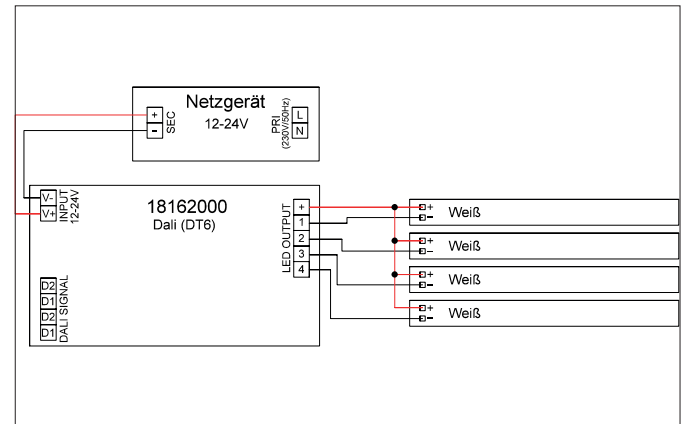 Netzgerät
12-24V
+
-
SEC
PRI
(230V/50Hz)
L
N
V-
V+
INPUT
12-24V
18162000
Dali (DT6)
LED OUTPUT
+
1
2
3
4
D2
D1
D2
D1
DALI SIGNAL
+
-
Weiß
+
-
Weiß
+
-
Weiß
+
-
Weiß